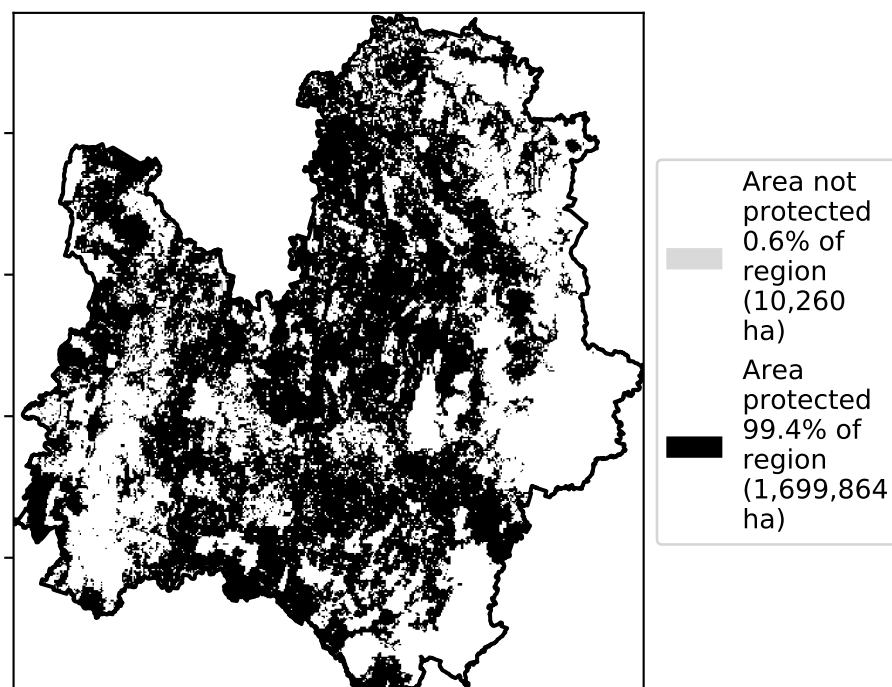 Area not
protected
0.6% of
region
(10,260
ha)
Area
protected
99.4% of
region
(1,699,864
ha)